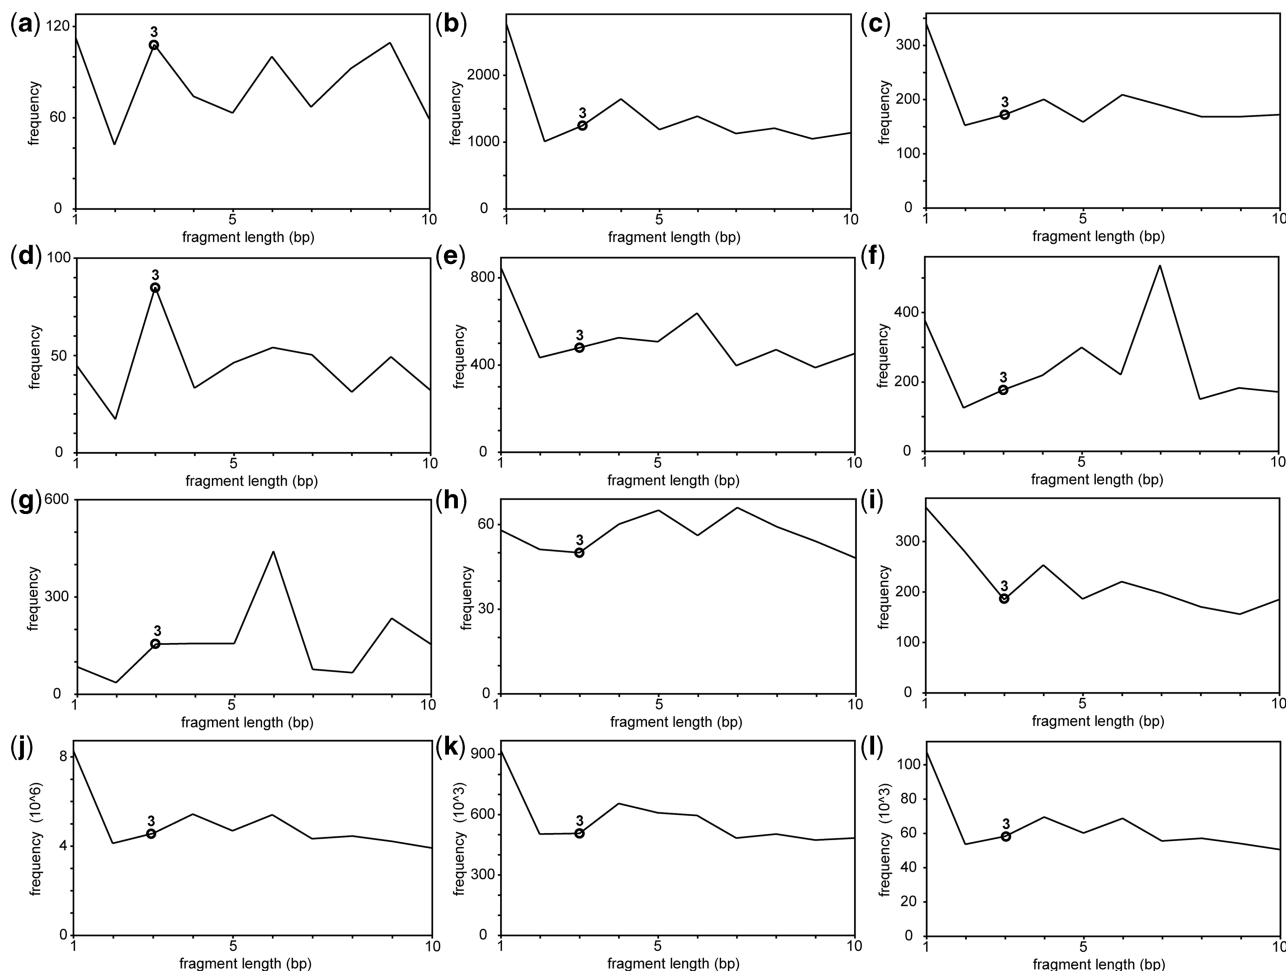 (a)
120
60
0
frequency
3
1
5
10
fragment length (bp)
(b)
2000
1000
0
frequency
3
1
5
10
fragment length (bp)
(c)
300
200
100
0
frequency
3
1
5
10
fragment length (bp)
(d)
100
50
0
frequency
3
1
5
10
fragment length (bp)
(e)
800
400
0
frequency
3
1
5
10
fragment length (bp)
(f)
400
200
0
frequency
3
1
5
10
fragment length (bp)
(g)
600
300
0
frequency
3
1
5
10
fragment length (bp)
(h)
60
30
0
frequency
3
1
5
10
fragment length (bp)
(i)
300
200
100
0
frequency
3
1
5
10
fragment length (bp)
(j)
8
4
0
frequency (10^6)
3
1
5
10
fragment length (bp)
(k)
900
600
300
0
frequency (10^3)
3
1
5
10
fragment length (bp)
(l)
100
80
60
40
20
0
frequency (10^3)
3
1
5
10
fragment length (bp)